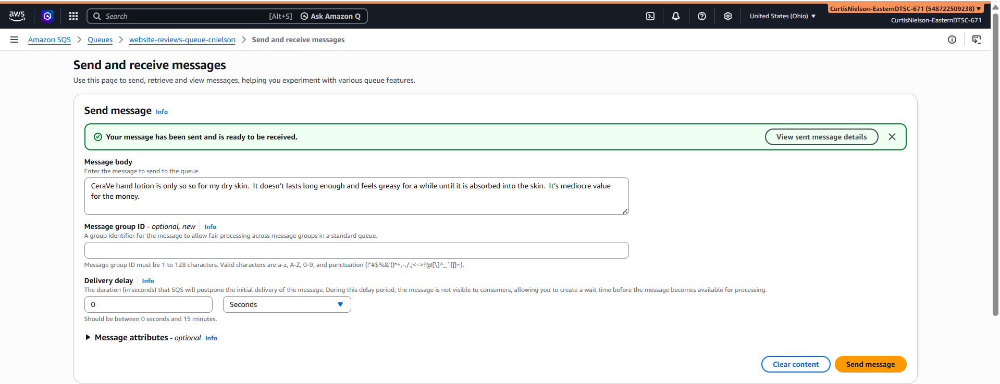 aws
Search [Alt+S] Ask Amazon Q
United States (Ohio)
CurtisNielson-EasternDTSC-671 (548722509238)
CurtisNielson-EasternDTSC-671
Amazon SQS > Queues > website-reviews-queue-cnielson > Send and receive messages
Send and receive messages
Use this page to send, retrieve and view messages, helping you experiment with various queue features.
Send message Info
Your message has been sent and is ready to be received. View sent message details
Message body
Enter the message to send to the queue.
CeraVe hand lotion is only so so for my dry skin.  It doesn’t lasts long enough and feels greasy for a while until it is absorbed into the skin.  It’s mediocre value
for the money.
Message group ID - optional, new Info
A group identifier for the message to allow fair processing across message groups in a standard queue.
Message group ID must be 1 to 128 characters. Valid characters are a-z, A-Z, 0-9, and punctuation (!"#$%&'()*+,-./:;<=>?@[\]^_`{|}~).
Delivery delay Info
The duration (in seconds) that SQS will postpone the initial delivery of the message. During this delay period, the message is not visible to consumers, allowing you to create a wait time before the message becomes available for processing.
0 Seconds
Should be between 0 seconds and 15 minutes.
Message attributes - optional Info
Clear content Send message